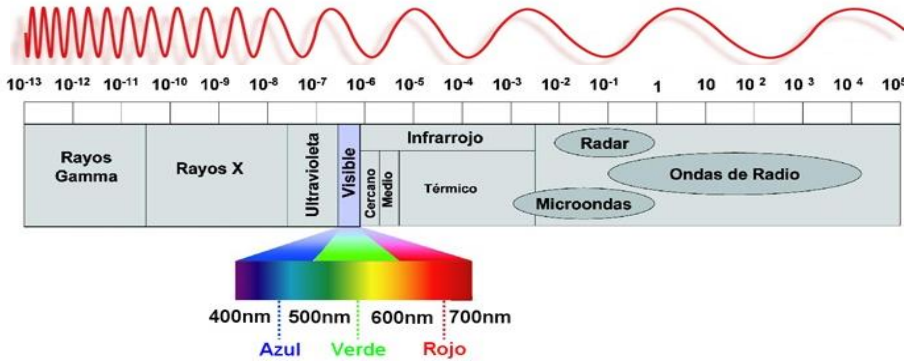 10-13 10-12 10-11 10-10 10-9 10-8 10-7 10-6 10-5 10-4 10-3 10-2 10-1 1 10 10 2 10 3 10 4 10 5
Rayos Gamma
Rayos X
Ultravioleta
Visible
Infrarrojo
Cercano
Medio
Térmico
Radar
Ondas de Radio
Microondas
400nm 500nm 600nm 700nm
Azul Verde Rojo